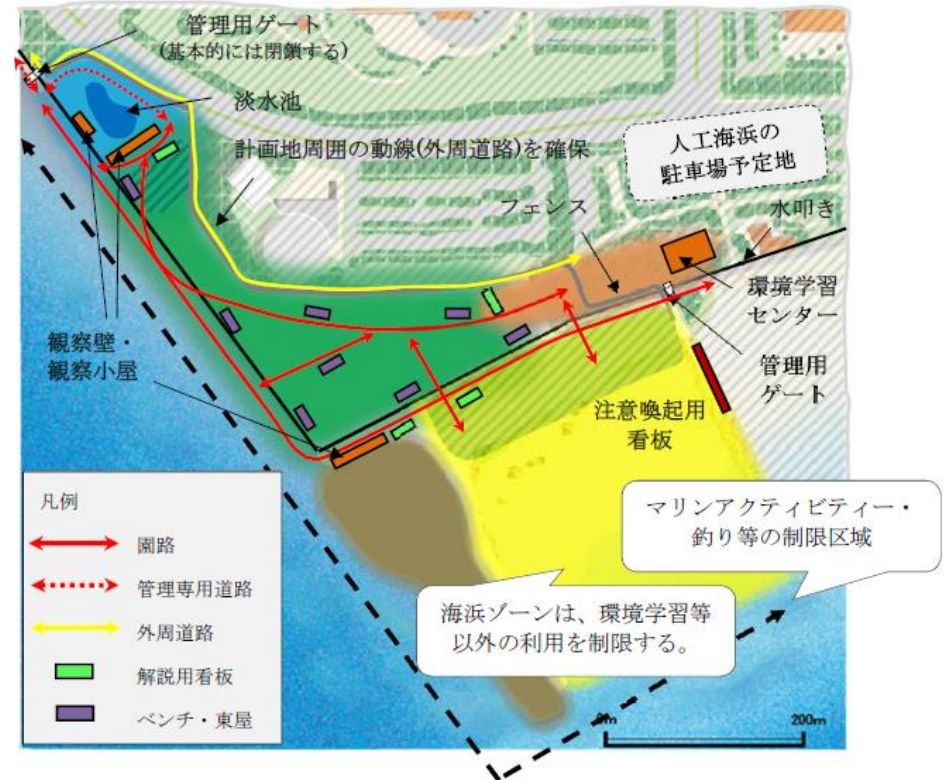 管理用ゲート
(基本的には閉鎖する)
淡水池
計画地周囲の動線(外周道路)を確保
人工海浜の
駐車場予定地
フェンス
水叩き
環境学習
センター
観察壁・
観察小屋
管理用
ゲート
注意喚起用
看板
マリンアクティビティー・
釣り等の制限区域
海浜ゾーンは、環境学習等
以外の利用を制限する。
凡例
園路
管理専用道路
外周道路
解説用看板
ベンチ・東屋
0m
200m